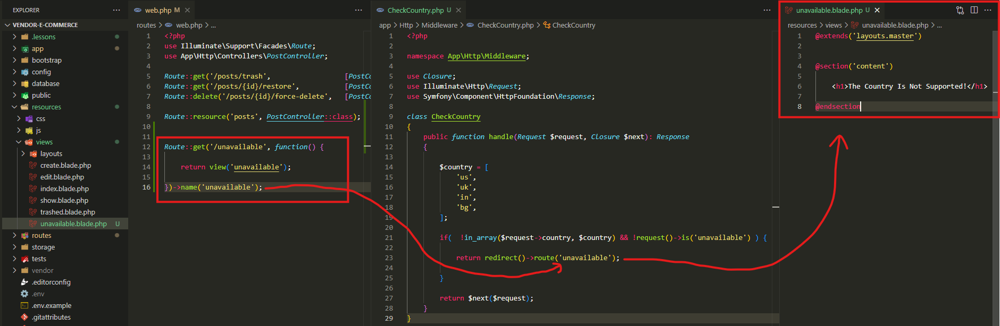 EXPLORER
VENDOR-E-COMMERCE
.lessons
app
bootstrap
config
database
public
resources
css
js
views
layouts
create.blade.php
edit.blade.php
index.blade.php
show.blade.php
trashed.blade.php
unavailable.blade.php U
routes
storage
tests
vendor
.editorconfig
.env
.env.example
.gitattributes
web.php M
routes > web.php > ...
1 <?php
2 use Illuminate\Support\Facades\Route;
3 use App\Http\Controllers\PostController;
4
5 Route::get('/posts/trash', [PostCo
6 Route::get('/posts/{id}/restore', [PostCo
7 Route::delete('/posts/{id}/force-delete', [PostCo
8
9 Route::resource('posts', PostController::class);
10
11
12 Route::get('/unavailable', function() {
13
14 return view('unavailable');
15
16 })->name('unavailable');
CheckCountry.php U
app > Http > Middleware > CheckCountry.php > CheckCountry
1 <?php
2
3 namespace App\Http\Middleware;
4
5 use Closure;
6 use Illuminate\Http\Request;
7 use Symfony\Component\HttpFoundation\Response;
8
9 class CheckCountry
10 {
11 public function handle(Request $request, Closure $next): Response
12 {
13
14 $country = [
15 'us',
16 'uk',
17 'in',
18 'bg',
19 ];
20
21 if( !in_array($request->country, $country) && !request()->is('unavailable') ) {
22
23 return redirect()->route('unavailable');
24
25 }
26
27 return $next($request);
28 }
29 }
unavailable.blade.php U
resources > views > unavailable.blade.php > ...
1 @extends('layouts.master')
2
3
4 @section('content')
5
6 <h1>The Country Is Not Supported!</h1>
7
8 @endsection